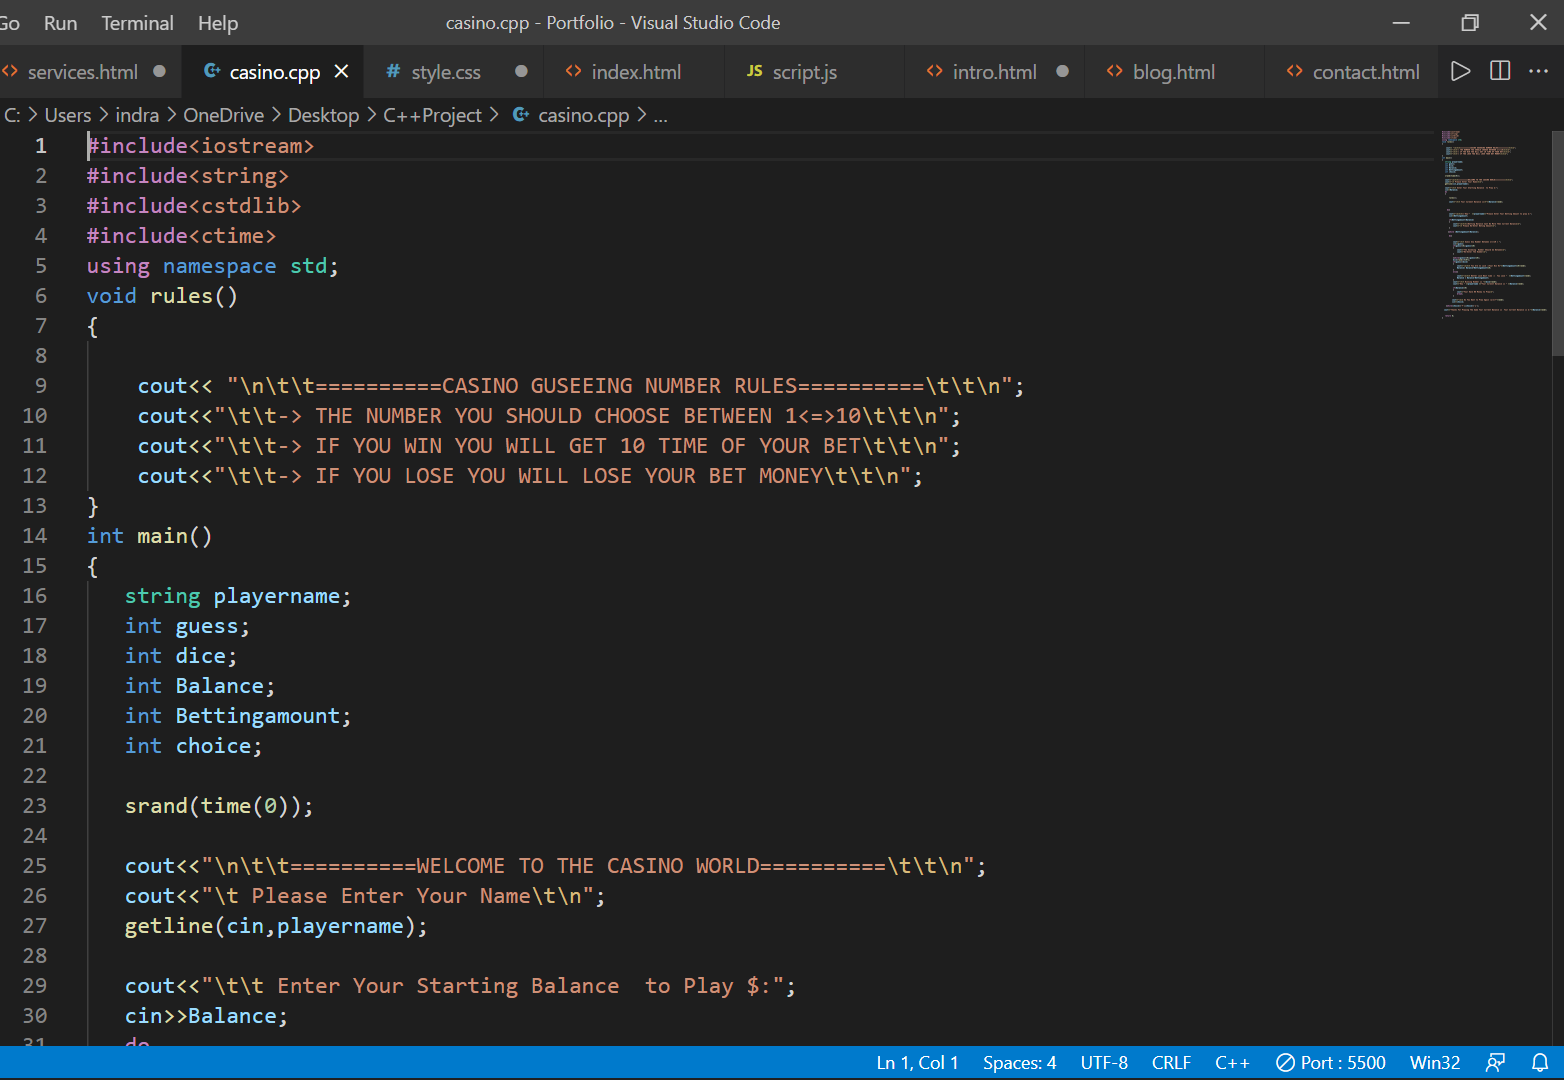 Go Run Terminal Help casino.cpp - Portfolio - Visual Studio Code
services.html casino.cpp # style.css index.html JS script.js intro.html blog.html contact.html
C: > Users > indra > OneDrive > Desktop > C++Project > casino.cpp > ...
1 #include<iostream>
2 #include<string>
3 #include<cstdlib>
4 #include<ctime>
5 using namespace std;
6 void rules()
7 {
8
9 cout<< "\n\t\t==========CASINO GUSEEING NUMBER RULES==========\t\t\n";
10 cout<<"\t\t-> THE NUMBER YOU SHOULD CHOOSE BETWEEN 1<=>10\t\t\n";
11 cout<<"\t\t-> IF YOU WIN YOU WILL GET 10 TIME OF YOUR BET\t\t\n";
12 cout<<"\t\t-> IF YOU LOSE YOU WILL LOSE YOUR BET MONEY\t\t\n";
13 }
14 int main()
15 {
16 string playername;
17 int guess;
18 int dice;
19 int Balance;
20 int Bettingamount;
21 int choice;
22
23 srand(time(0));
24
25 cout<<"\n\t\t==========WELCOME TO THE CASINO WORLD==========\t\t\n";
26 cout<<"\t Please Enter Your Name\t\n";
27 getline(cin,playername);
28
29 cout<<"\t\t Enter Your Starting Balance  to Play $:";
30 cin>>Balance;
31 do
Ln 1, Col 1 Spaces: 4 UTF-8 CRLF C++ Port : 5500 Win32